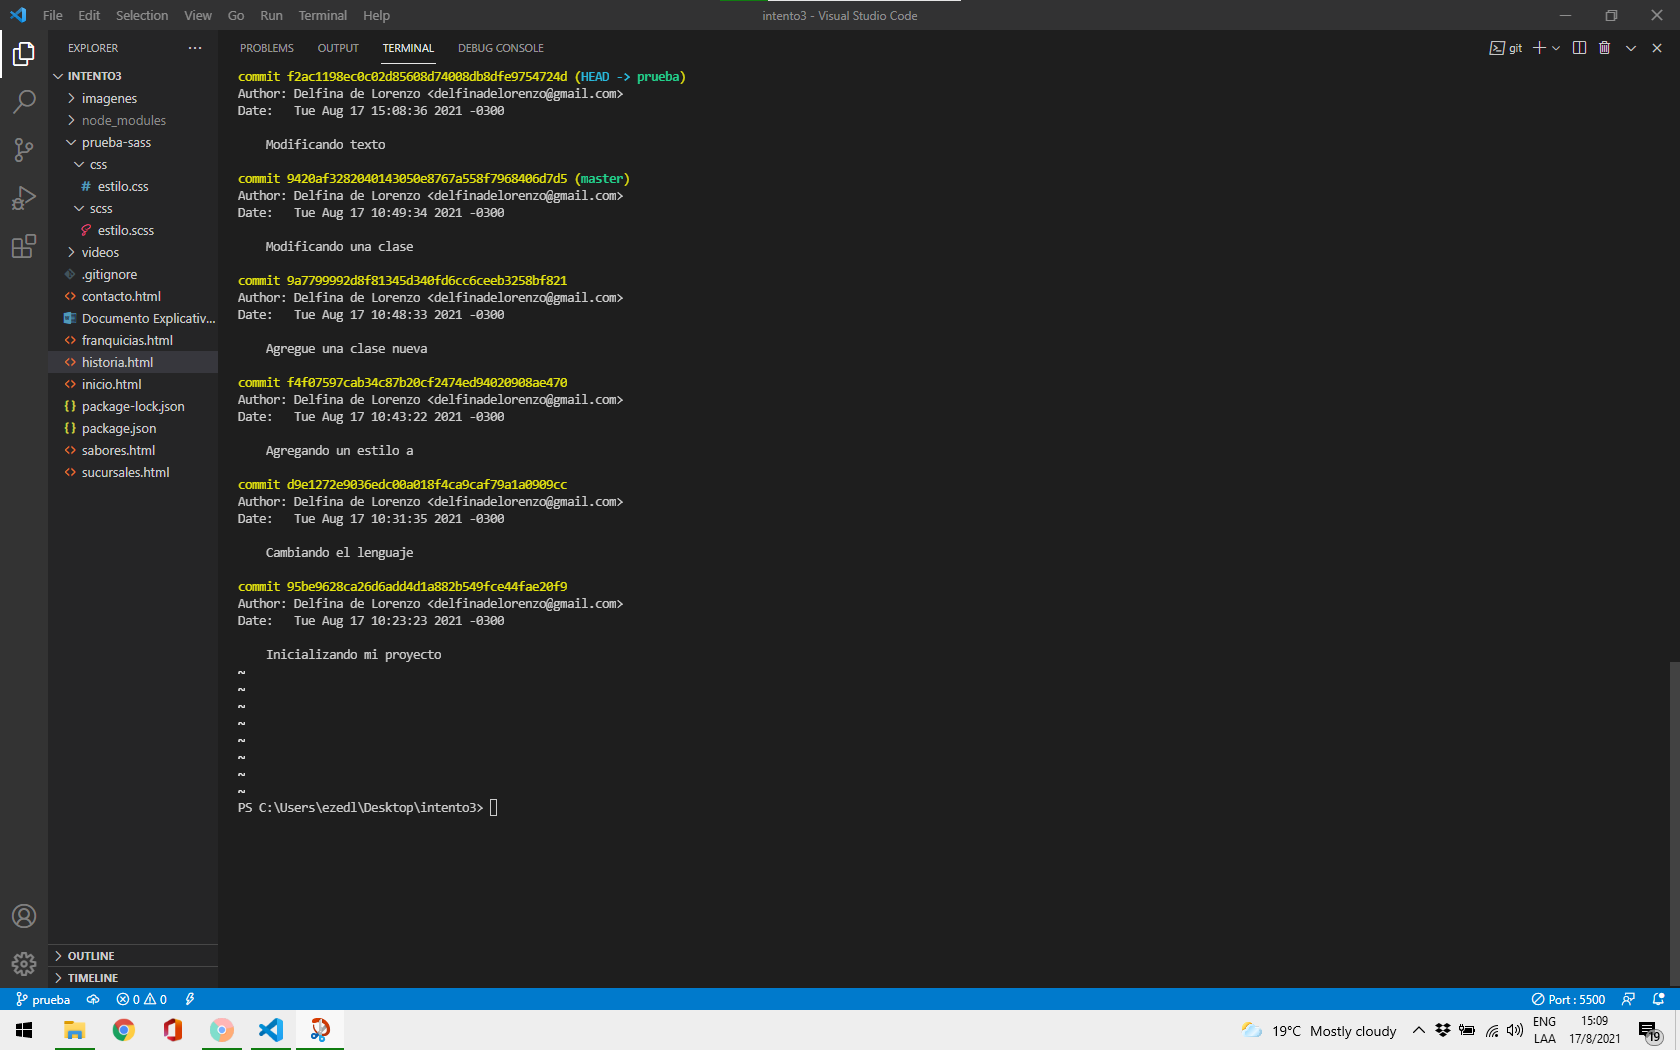 File Edit Selection View Go Run Terminal Help
intento3 - Visual Studio Code
EXPLORER
INTENTO3
imagenes
node_modules
prueba-sass
css
estilo.css
scss
estilo.scss
videos
.gitignore
contacto.html
Documento Explicativ...
franquicias.html
historia.html
inicio.html
package-lock.json
package.json
sabores.html
sucursales.html
OUTLINE
TIMELINE
PROBLEMS OUTPUT TERMINAL DEBUG CONSOLE
git
commit f2ac1198ec0c02d85608d74008db8dfe9754724d (HEAD -> prueba)
Author: Delfina de Lorenzo <delfinadelorenzo@gmail.com>
Date:   Tue Aug 17 15:08:36 2021 -0300
Modificando texto
commit 9420af3282040143050e8767a558f7968406d7d5 (master)
Author: Delfina de Lorenzo <delfinadelorenzo@gmail.com>
Date:   Tue Aug 17 10:49:34 2021 -0300
Modificando una clase
commit 9a7799992d8f81345d340fd6cc6ceeb3258bf821
Author: Delfina de Lorenzo <delfinadelorenzo@gmail.com>
Date:   Tue Aug 17 10:48:33 2021 -0300
Agregue una clase nueva
commit f4f07597cab34c87b20cf2474ed94020908ae470
Author: Delfina de Lorenzo <delfinadelorenzo@gmail.com>
Date:   Tue Aug 17 10:43:22 2021 -0300
Agregando un estilo a
commit d9e1272e9036edc00a018f4ca9caf79a1a0909cc
Author: Delfina de Lorenzo <delfinadelorenzo@gmail.com>
Date:   Tue Aug 17 10:31:35 2021 -0300
Cambiando el lenguaje
commit 95be9628ca26d6add4d1a882b549fce44fae20f9
Author: Delfina de Lorenzo <delfinadelorenzo@gmail.com>
Date:   Tue Aug 17 10:23:23 2021 -0300
Inicializando mi proyecto
~
~
~
~
~
~
~
~
PS C:\Users\ezedl\Desktop\intento3>
prueba 0 0 Port : 5500
19°C Mostly cloudy
ENG
LAA
15:09
17/8/2021
19